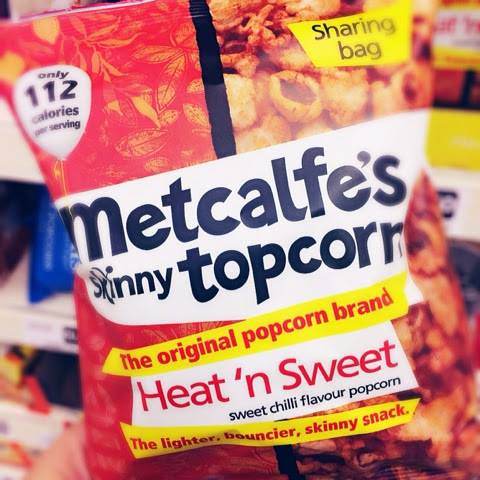 Sharing
bag
only
112
calories
per serving
metcalfe's
skinny topcorn
The original popcorn brand
Heat 'n Sweet
sweet chilli flavour popcorn
The lighter, bouncier, skinny snack.